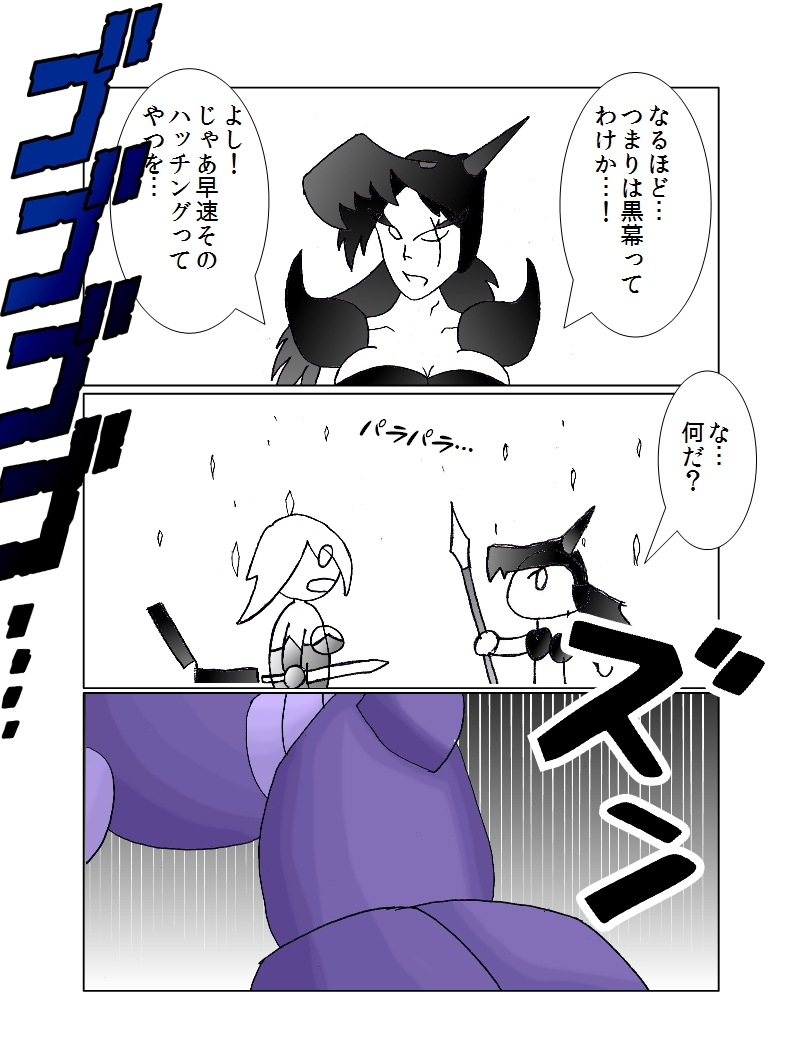 なるほど…
つまりは黒幕って
わけか…！
よし！
じゃあ早速その
ハッチングって
やつを…
ゴゴゴゴゴ…
パラパラ…
な…
何だ？
ズン